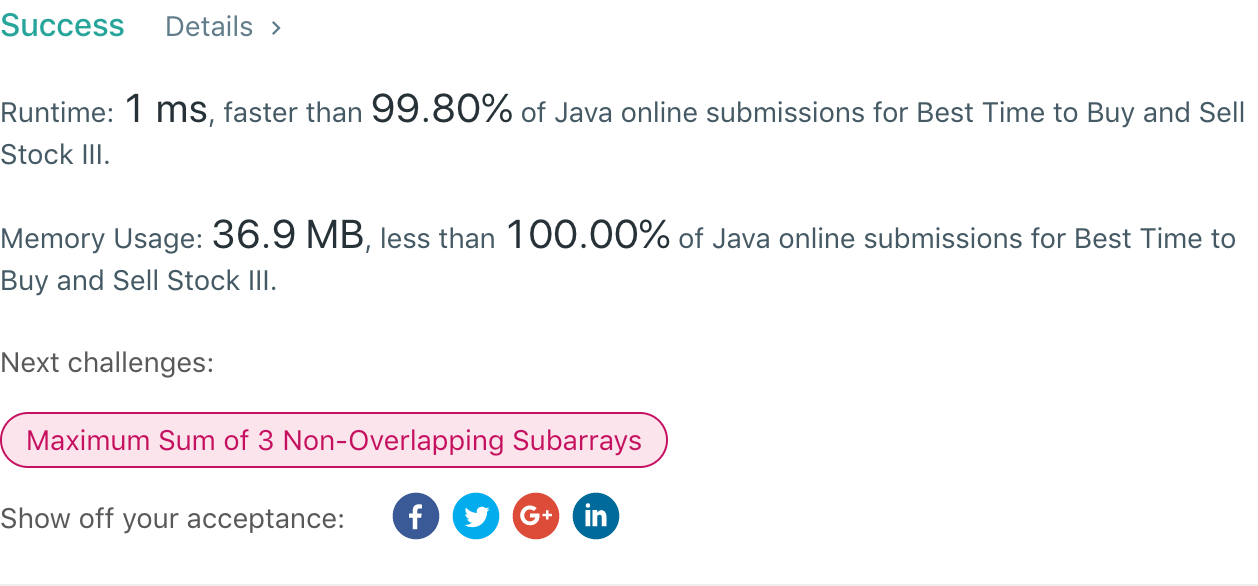 Success Details >
Runtime: 1 ms, faster than 99.80% of Java online submissions for Best Time to Buy and Sell
Stock III.
Memory Usage: 36.9 MB, less than 100.00% of Java online submissions for Best Time to
Buy and Sell Stock III.
Next challenges:
Maximum Sum of 3 Non-Overlapping Subarrays
Show off your acceptance: f G+ in